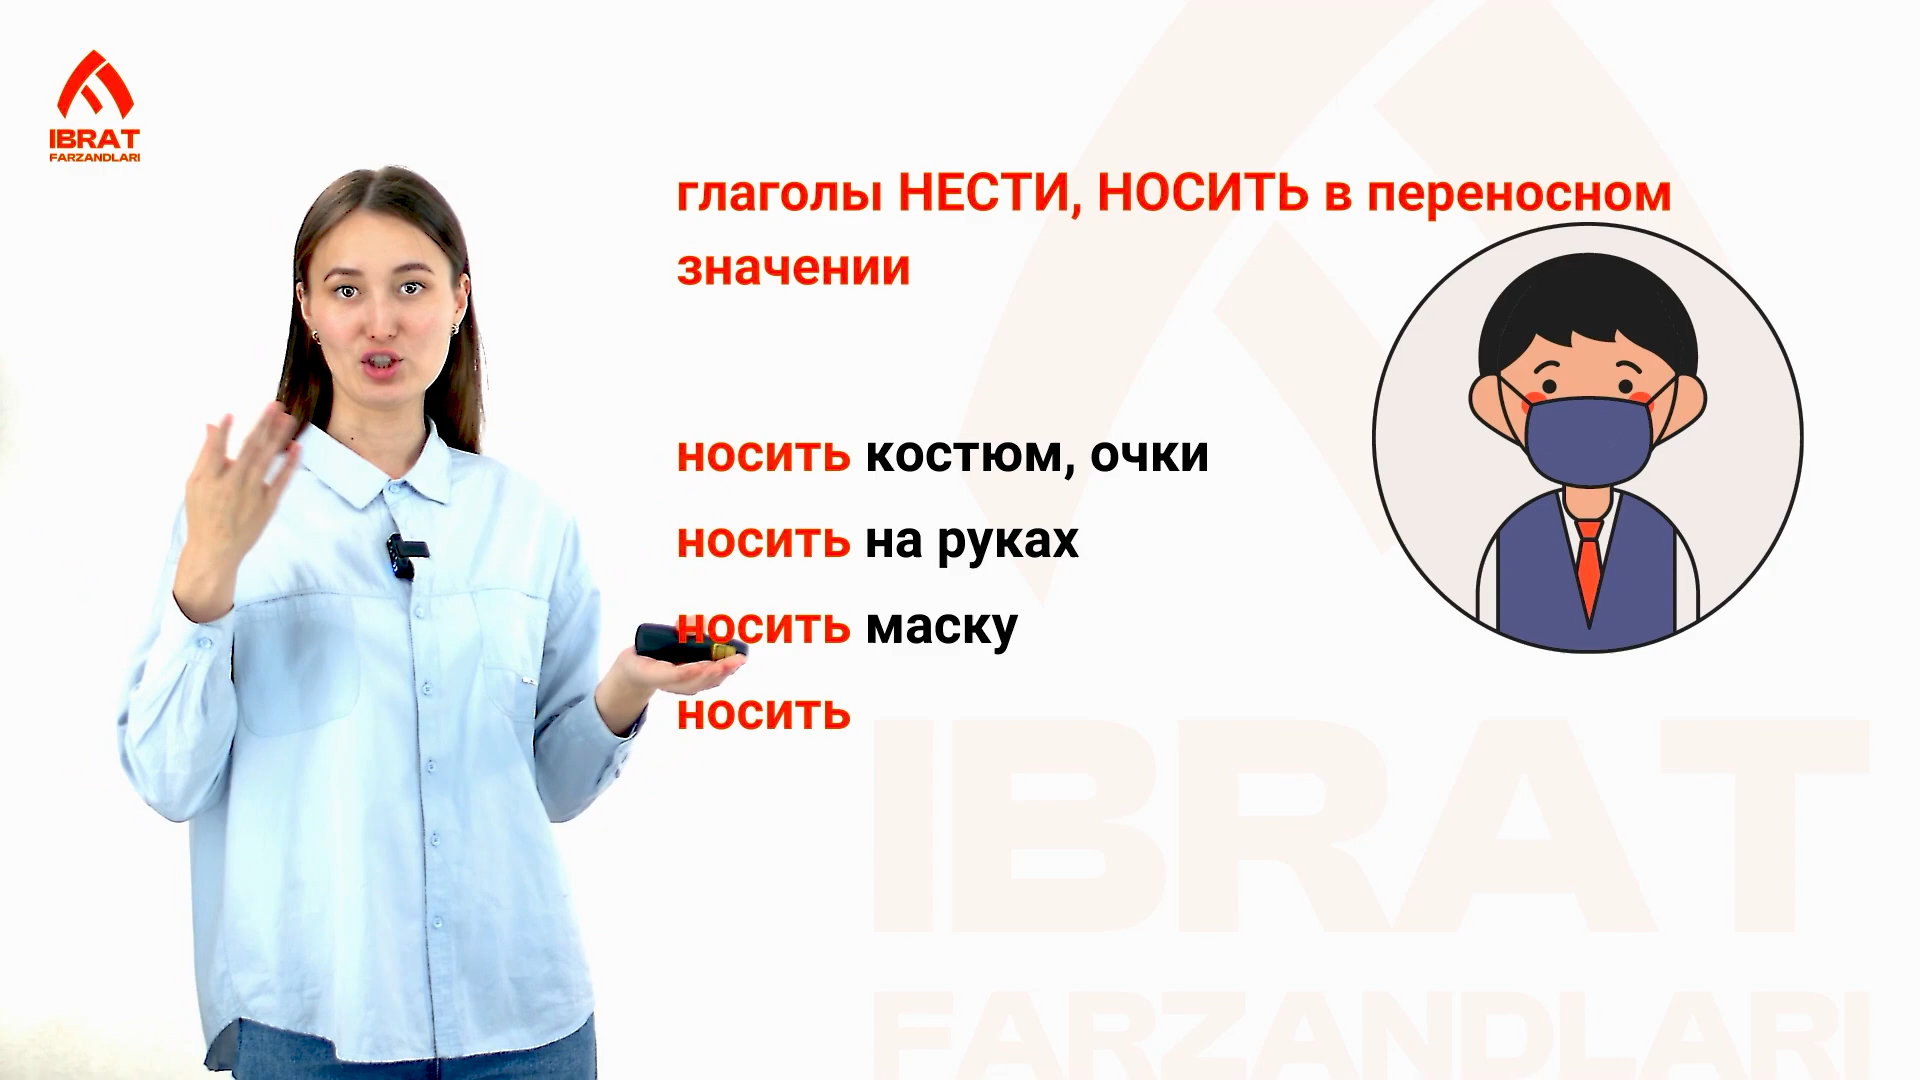 IBRAT
FARZANDLARI
глаголы НЕСТИ, НОСИТЬ в переносном
значении
носить костюм, очки
носить на руках
носить маску
носить
IBRAT
FARZANDLARI